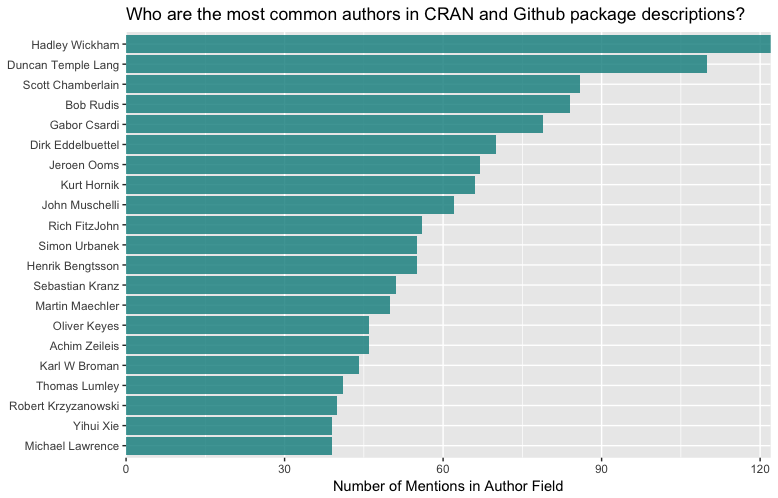 Who are the most common authors in CRAN and Github package descriptions?
Hadley Wickham
Duncan Temple Lang
Scott Chamberlain
Bob Rudis
Gabor Csardi
Dirk Eddelbuettel
Jeroen Ooms
Kurt Hornik
John Muschelli
Rich FitzJohn
Simon Urbanek
Henrik Bengtsson
Sebastian Kranz
Martin Maechler
Oliver Keyes
Achim Zeileis
Karl W Broman
Thomas Lumley
Robert Krzyzanowski
Yihui Xie
Michael Lawrence
0 30 60 90 120
Number of Mentions in Author Field